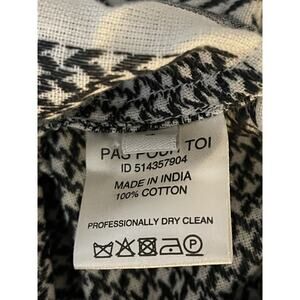 PAS POUR TOI
ID 514357904
MADE IN INDIA
100% COTTON
PROFESSIONALLY DRY CLEAN